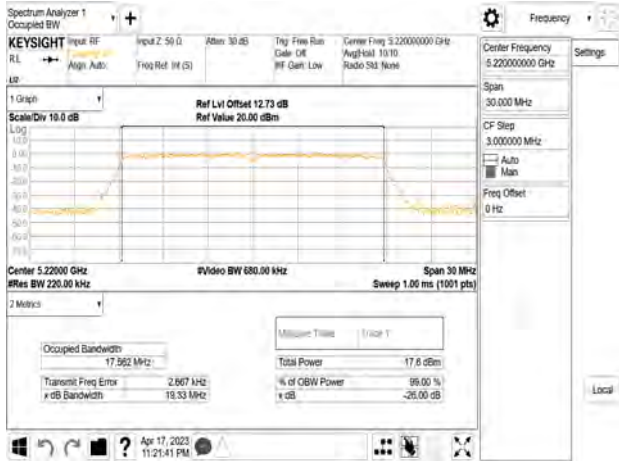 Spectrum Analyzer 1
Occupied BW
Frequency
KEYSIGHT
Input: RF
Input Z: 50 Ω
Atten: 30 dB
Trig: Free Run
Center Freq: 5.220000000 GHz
RL
Gate: Off
Avg|Hold: 10/10
Align: Auto
Freq Ref: Int (S)
#IF Gain: Low
Radio Std: None
Center Frequency
5.220000000 GHz
Settings
Span
30.000 MHz
CF Step
3.000000 MHz
Auto
Man
Freq Offset
0 Hz
1 Graph
Scale/Div 10.0 dB
Ref Lvl Offset 12.73 dB
Ref Value 20.00 dBm
Log
10.0
0.00
Center 5.22000 GHz
#Res BW 220.00 kHz
#Video BW 680.00 kHz
Span 30 MHz
Sweep 1.00 ms (1001 pts)
2 Metrics
Measure Trace
Trace 1
Occupied Bandwidth
17.562 MHz
Total Power
17.6 dBm
Transmit Freq Error
2.667 kHz
% of OBW Power
99.00 %
x dB Bandwidth
19.33 MHz
x dB
-26.00 dB
Local
Apr 17, 2023
11:21:41 PM